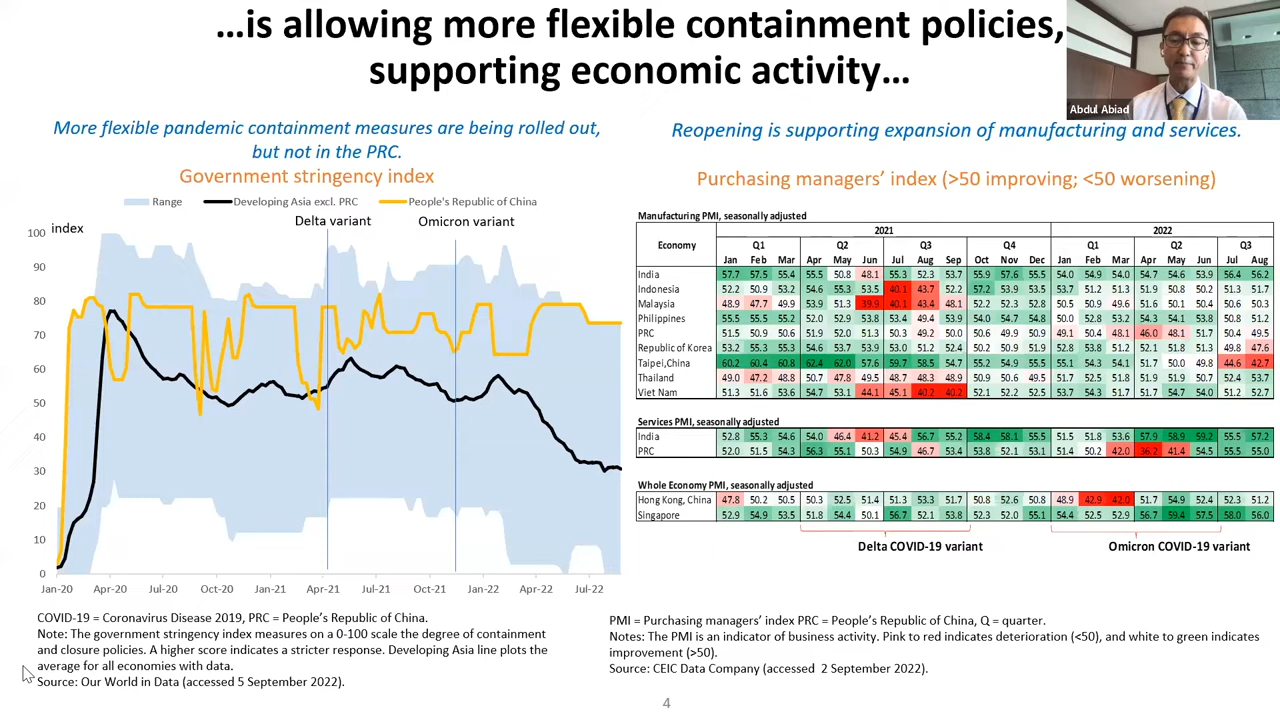 …is allowing more flexible containment policies,
supporting economic activity…
Abdul Abiad
More flexible pandemic containment measures are being rolled out,
but not in the PRC.
Government stringency index
Range
Developing Asia excl. PRC
People's Republic of China
index
Delta variant
Omicron variant
100
90
80
70
60
50
40
30
20
10
0
Jan-20 Apr-20 Jul-20 Oct-20 Jan-21 Apr-21 Jul-21 Oct-21 Jan-22 Apr-22 Jul-22
COVID-19 = Coronavirus Disease 2019, PRC = People's Republic of China.
Note: The government stringency index measures on a 0-100 scale the degree of containment
and closure policies. A higher score indicates a stricter response. Developing Asia line plots the
average for all economies with data.
Source: Our World in Data (accessed 5 September 2022).
Reopening is supporting expansion of manufacturing and services.
Purchasing managers' index (>50 improving; <50 worsening)
Manufacturing PMI, seasonally adjusted
Economy
2021 2022
Q1 Q2 Q3 Q4 Q1 Q2 Q3
Jan Feb Mar Apr May Jun Jul Aug Sep Oct Nov Dec Jan Feb Mar Apr May Jun Jul Aug
India 57.7 57.5 55.4 55.5 50.8 48.1 55.3 52.3 53.7 55.9 57.6 55.5 54.0 54.9 54.0 54.7 54.6 53.9 56.4 56.2
Indonesia 52.2 50.9 53.2 54.6 55.3 53.5 40.1 43.7 52.2 57.2 53.9 53.5 53.7 51.2 51.3 51.9 50.8 50.2 51.3 51.7
Malaysia 48.9 47.7 49.9 53.9 51.3 39.9 40.1 43.4 48.1 52.2 52.3 52.8 50.5 50.9 49.6 51.6 50.1 50.4 50.6 50.3
Philippines 55.5 55.5 55.2 52.0 52.9 53.8 53.4 49.4 53.9 54.0 54.7 54.8 50.0 52.8 53.2 54.3 54.1 53.8 50.8 51.2
PRC 51.5 50.9 50.6 51.9 52.0 51.3 50.3 49.2 50.0 50.6 49.9 50.9 49.1 50.4 48.1 46.0 48.1 51.7 50.4 49.5
Republic of Korea 53.2 55.3 55.3 54.6 53.7 53.9 53.0 51.2 52.4 50.2 50.9 51.9 52.8 53.8 51.2 52.1 51.8 51.3 49.8 47.6
Taipei,China 60.2 60.4 60.8 62.4 62.0 57.6 59.7 58.5 54.7 55.2 54.9 55.5 55.1 54.3 54.1 51.7 50.0 49.8 44.6 42.7
Thailand 49.0 47.2 48.8 50.7 47.8 49.5 48.7 48.3 48.9 50.9 50.6 49.5 51.7 52.5 51.8 51.9 51.9 50.7 52.4 53.7
Viet Nam 51.3 51.6 53.6 54.7 53.1 44.1 45.1 40.2 40.2 52.1 52.2 52.5 53.7 54.3 51.7 51.7 54.7 54.0 51.2 52.7
Services PMI, seasonally adjusted
India 52.8 55.3 54.6 54.0 46.4 41.2 45.4 56.7 55.2 58.4 58.1 55.5 51.5 51.8 53.6 57.9 58.9 59.2 55.5 57.2
PRC 52.0 51.5 54.3 56.3 55.1 50.3 54.9 46.7 53.4 53.8 52.1 53.1 51.4 50.2 42.0 36.2 41.4 54.5 55.5 55.0
Whole Economy PMI, seasonally adjusted
Hong Kong, China 47.8 50.2 50.5 50.3 52.5 51.4 51.3 53.3 51.7 50.8 52.6 50.8 48.9 42.9 42.0 51.7 54.9 52.4 52.3 51.2
Singapore 52.9 54.9 53.5 51.8 54.4 50.1 56.7 52.1 53.8 52.3 52.0 55.1 54.4 52.5 52.9 56.7 59.4 57.5 58.0 56.0
Delta COVID-19 variant
Omicron COVID-19 variant
PMI = Purchasing managers' index PRC = People's Republic of China, Q = quarter.
Notes: The PMI is an indicator of business activity. Pink to red indicates deterioration (<50), and white to green indicates
improvement (>50).
Source: CEIC Data Company (accessed 2 September 2022).
4